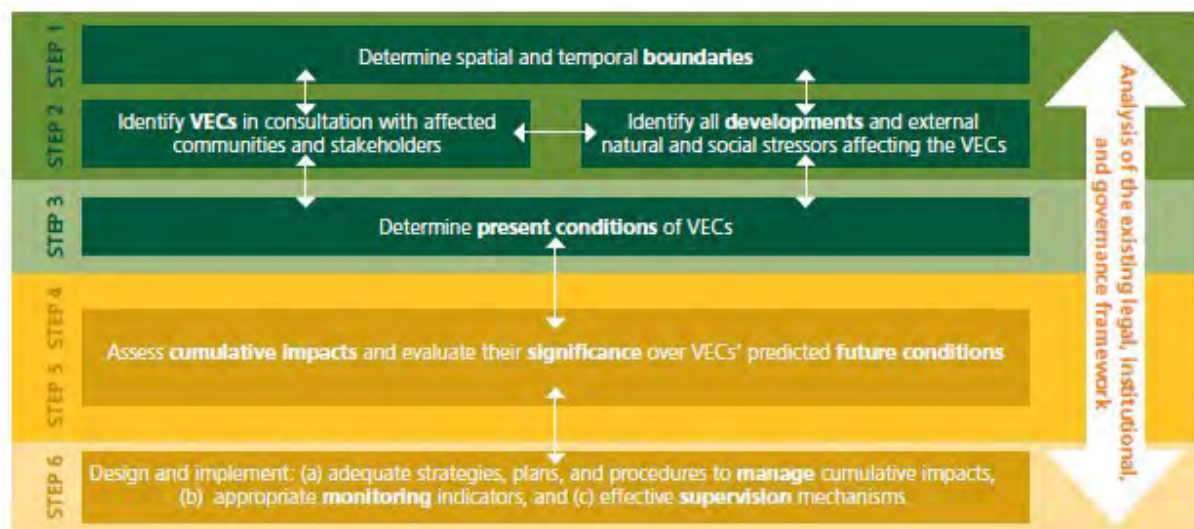 STEP 1
Determine spatial and temporal boundaries
STEP 2
Identify VECs in consultation with affected
communities and stakeholders
Identify all developments and external
natural and social stressors affecting the VECs
STEP 3
Determine present conditions of VECs
STEP 4
STEP 5
Assess cumulative impacts and evaluate their significance over VECs' predicted future conditions
STEP 6
Design and implement: (a) adequate strategies, plans, and procedures to manage cumulative impacts,
(b) appropriate monitoring indicators, and (c) effective supervision mechanisms
Analysis of the existing legal, institutional,
and governance framework